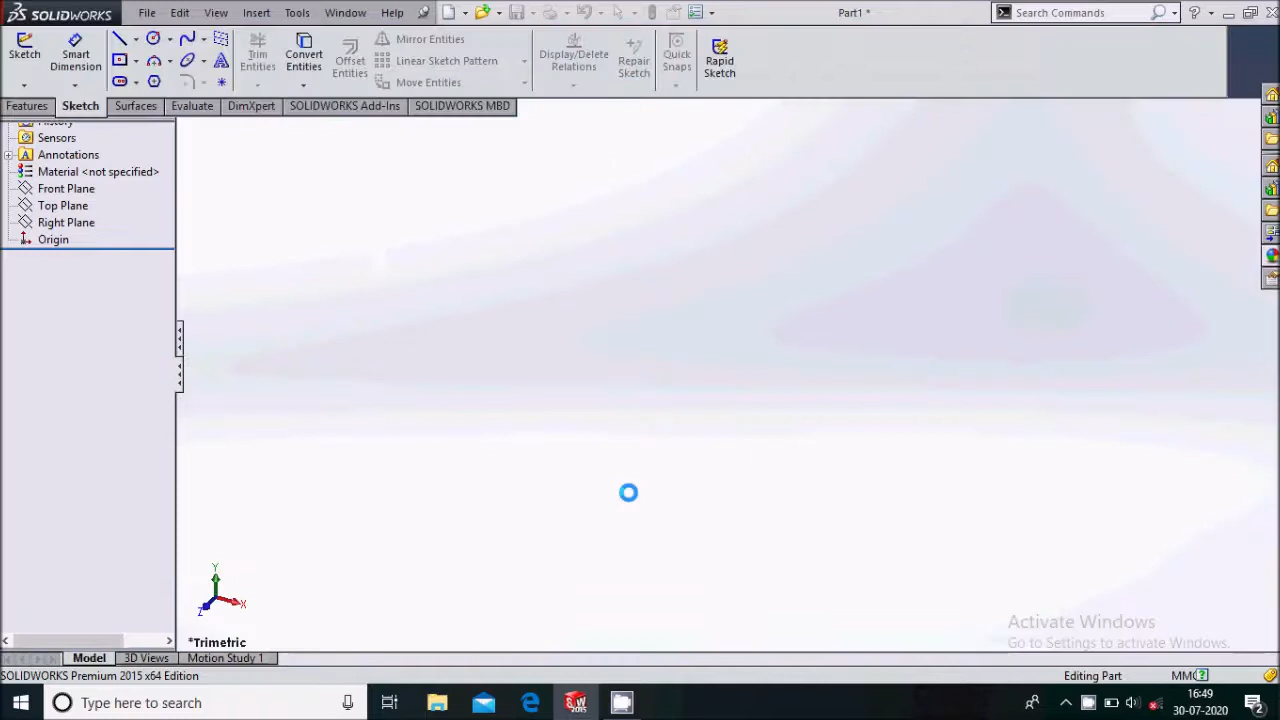 SOLIDWORKS File Edit View Insert Tools Window Help Part1 * Search Commands
Sketch Smart Dimension Trim Entities Convert Entities Offset Entities Mirror Entities Linear Sketch Pattern Move Entities Display/Delete Relations Repair Sketch Quick Snaps Rapid Sketch
Features Sketch Surfaces Evaluate DimXpert SOLIDWORKS Add-Ins SOLIDWORKS MBD
History
Sensors
Annotations
Material <not specified>
Front Plane
Top Plane
Right Plane
Origin
Y
X
Z
*Trimetric
Activate Windows
Go to Settings to activate Windows.
Model 3D Views Motion Study 1
SOLIDWORKS Premium 2015 x64 Edition Editing Part
Type here to search
16:49
30-07-2020